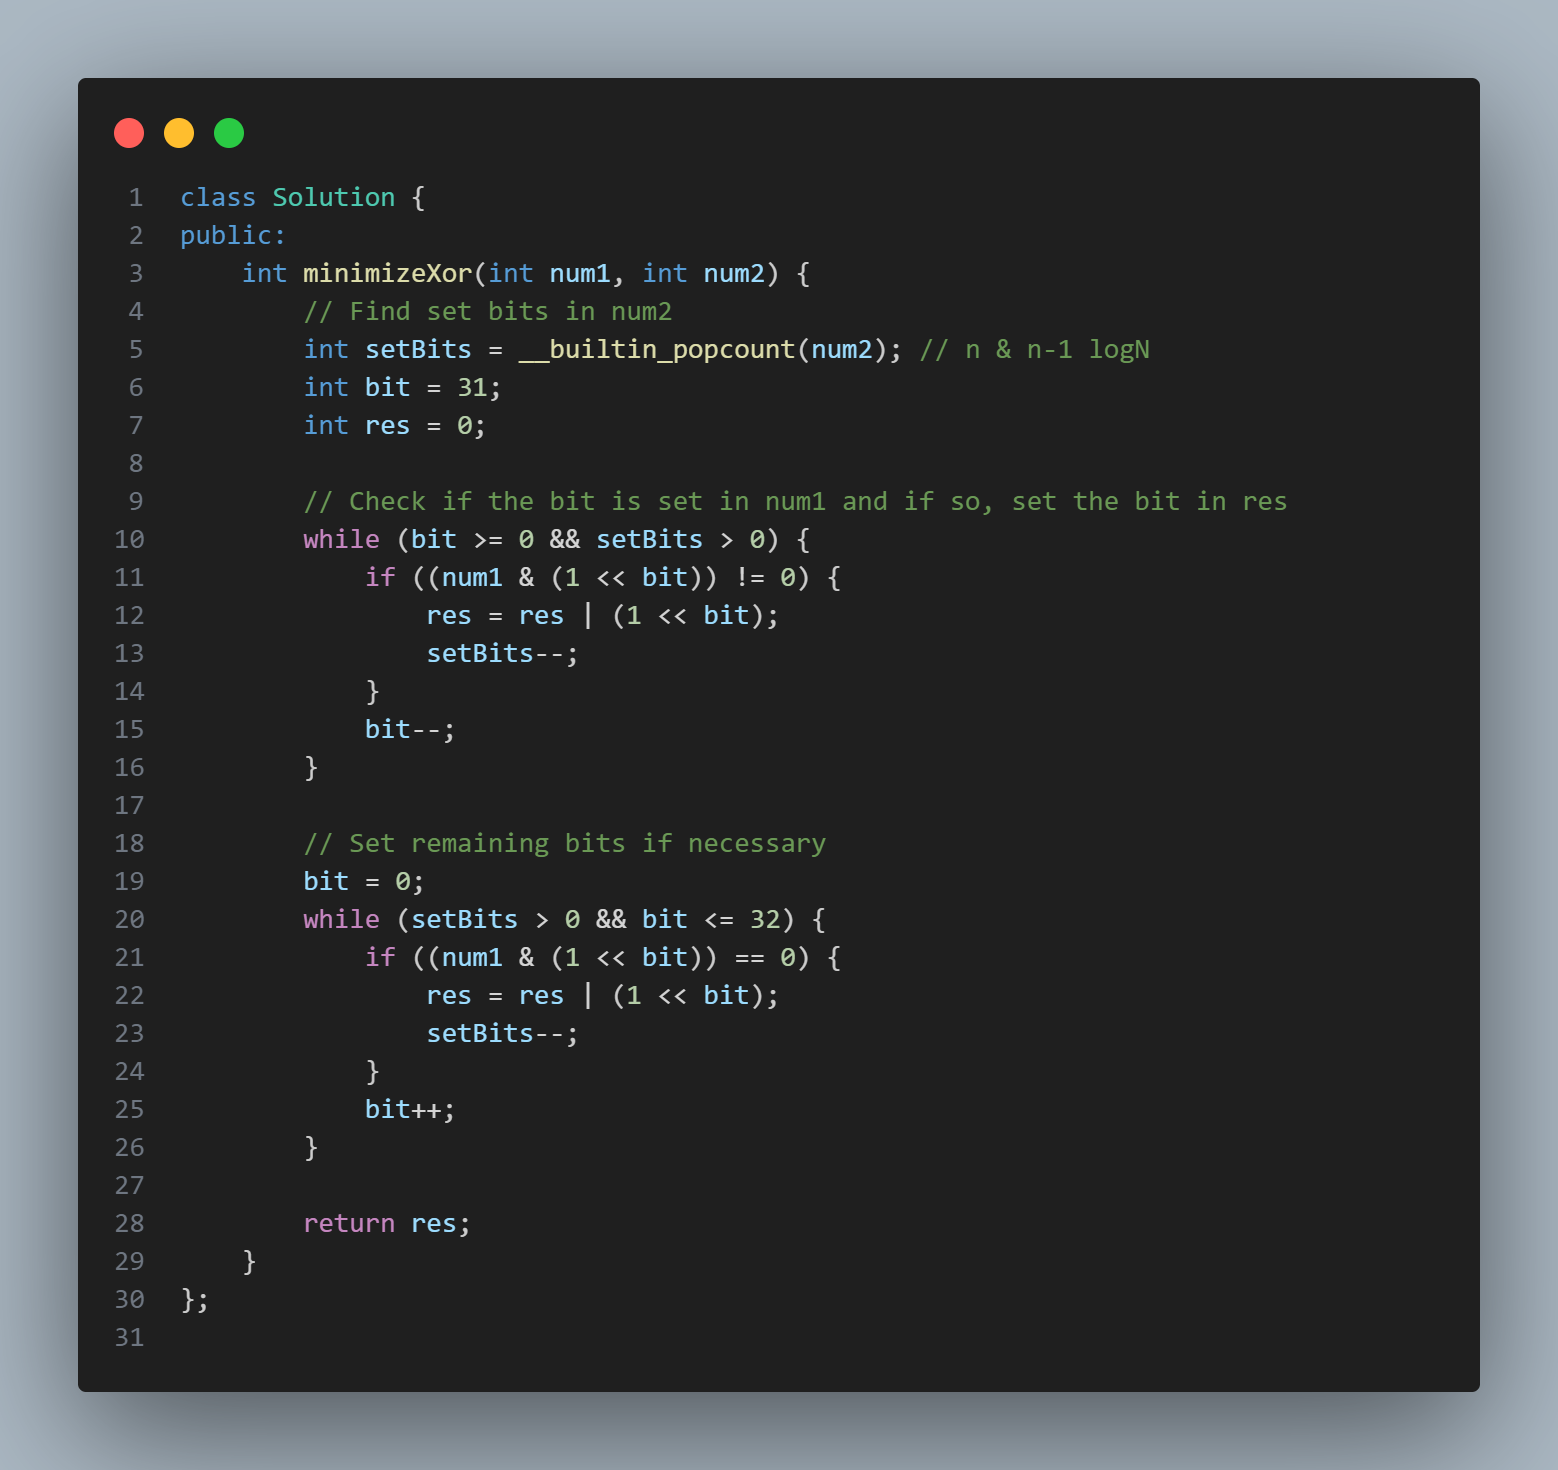 1 class Solution {
2 public:
3     int minimizeXor(int num1, int num2) {
4         // Find set bits in num2
5         int setBits = __builtin_popcount(num2); // n & n-1 logN
6         int bit = 31;
7         int res = 0;
8
9         // Check if the bit is set in num1 and if so, set the bit in res
10         while (bit >= 0 && setBits > 0) {
11             if ((num1 & (1 << bit)) != 0) {
12                 res = res | (1 << bit);
13                 setBits--;
14             }
15             bit--;
16         }
17
18         // Set remaining bits if necessary
19         bit = 0;
20         while (setBits > 0 && bit <= 32) {
21             if ((num1 & (1 << bit)) == 0) {
22                 res = res | (1 << bit);
23                 setBits--;
24             }
25             bit++;
26         }
27
28         return res;
29     }
30 };
31